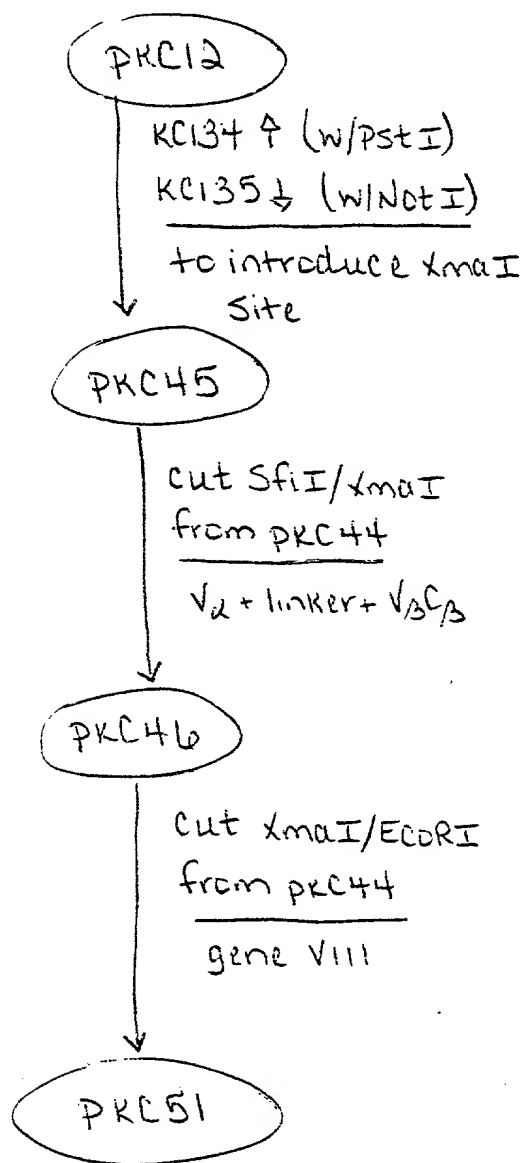 pKC12
KC134 ↑ (w/PstI)
KC135 ↓ (w/NotI)
to introduce XmaI
site
pKC45
cut SfiI/XmaI
from pKC44
Vα + linker + VβCβ
pKC46
cut XmaI/EcoRI
from pKC44
gene VIII
pKC51